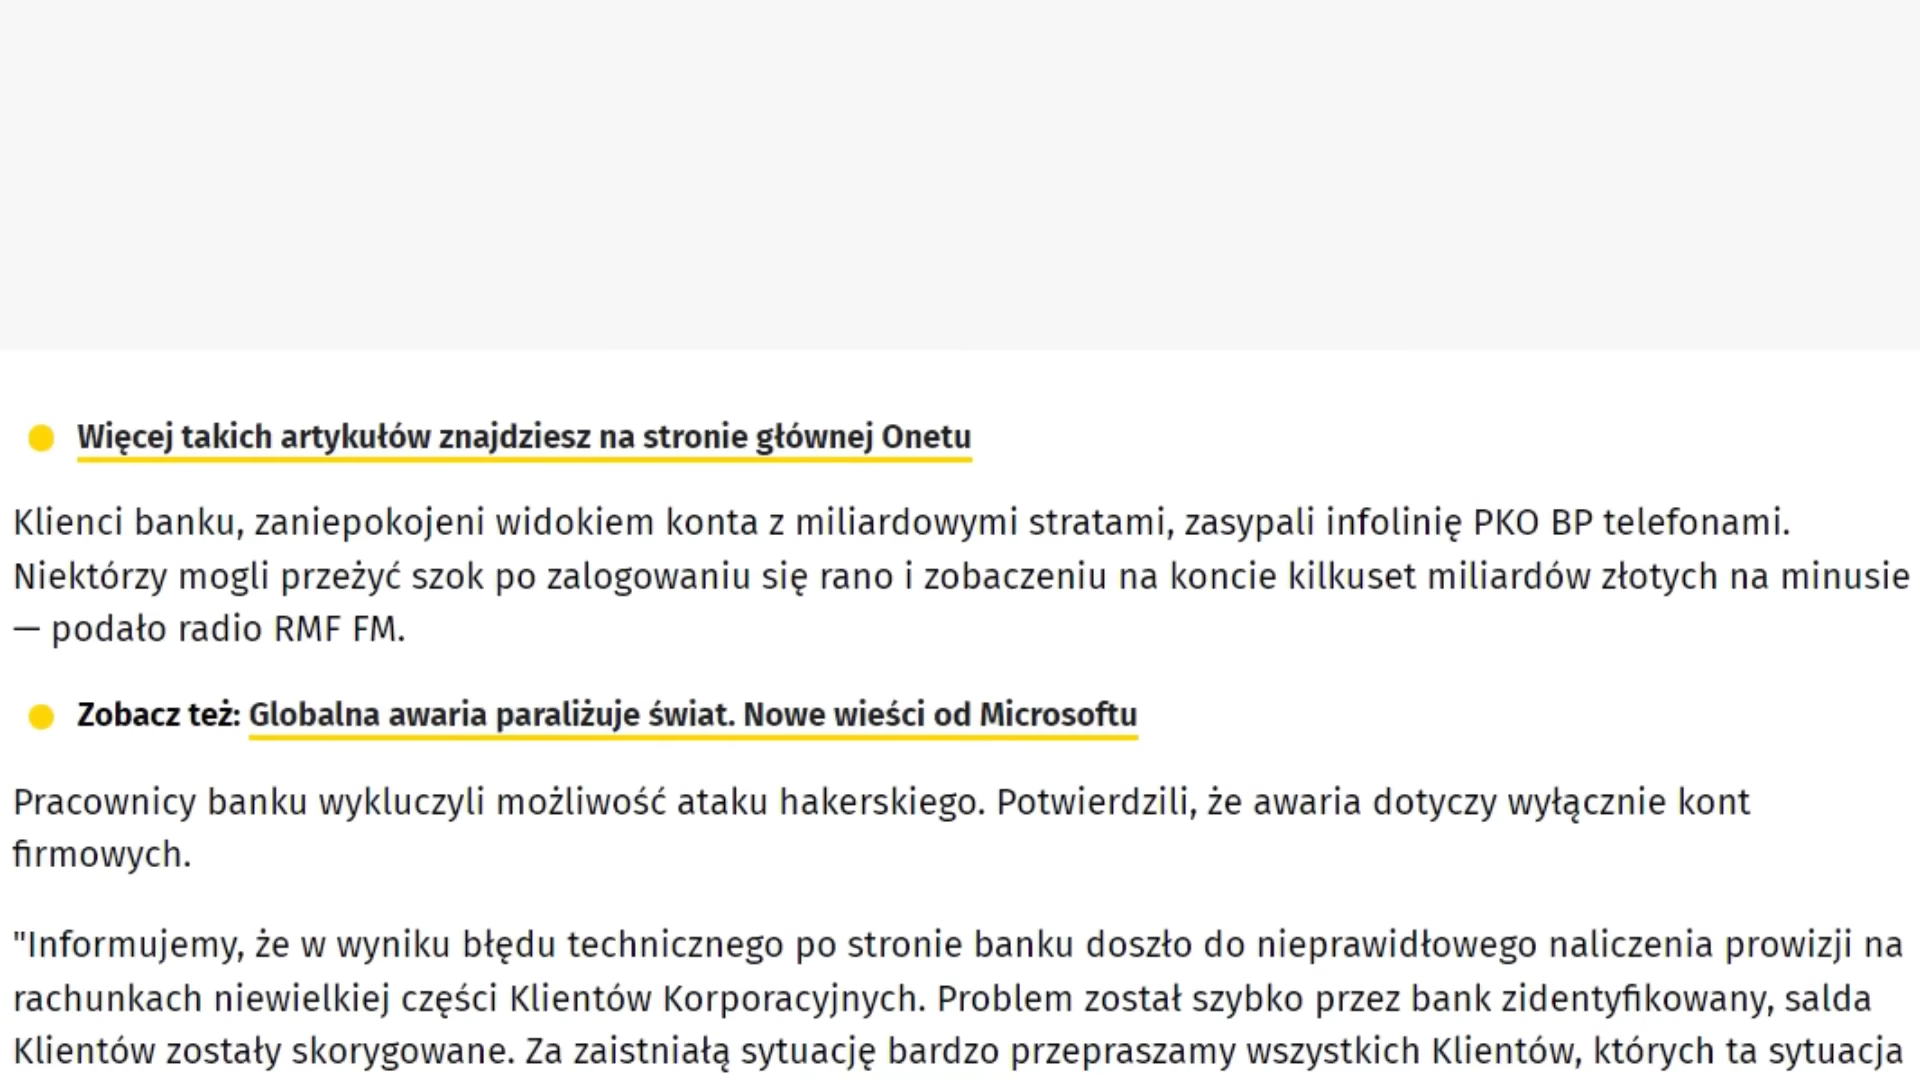 Więcej takich artykułów znajdziesz na stronie głównej Onetu
Klienci banku, zaniepokojeni widokiem konta z miliardowymi stratami, zasypali infolinię PKO BP telefonami.
Niektórzy mogli przeżyć szok po zalogowaniu się rano i zobaczeniu na koncie kilkuset miliardów złotych na minusie
— podało radio RMF FM.
Zobacz też: Globalna awaria paraliżuje świat. Nowe wieści od Microsoftu
Pracownicy banku wykluczyli możliwość ataku hakerskiego. Potwierdzili, że awaria dotyczy wyłącznie kont
firmowych.
"Informujemy, że w wyniku błędu technicznego po stronie banku doszło do nieprawidłowego naliczenia prowizji na
rachunkach niewielkiej części Klientów Korporacyjnych. Problem został szybko przez bank zidentyfikowany, salda
Klientów zostały skorygowane. Za zaistniałą sytuację bardzo przepraszamy wszystkich Klientów, których ta sytuacja